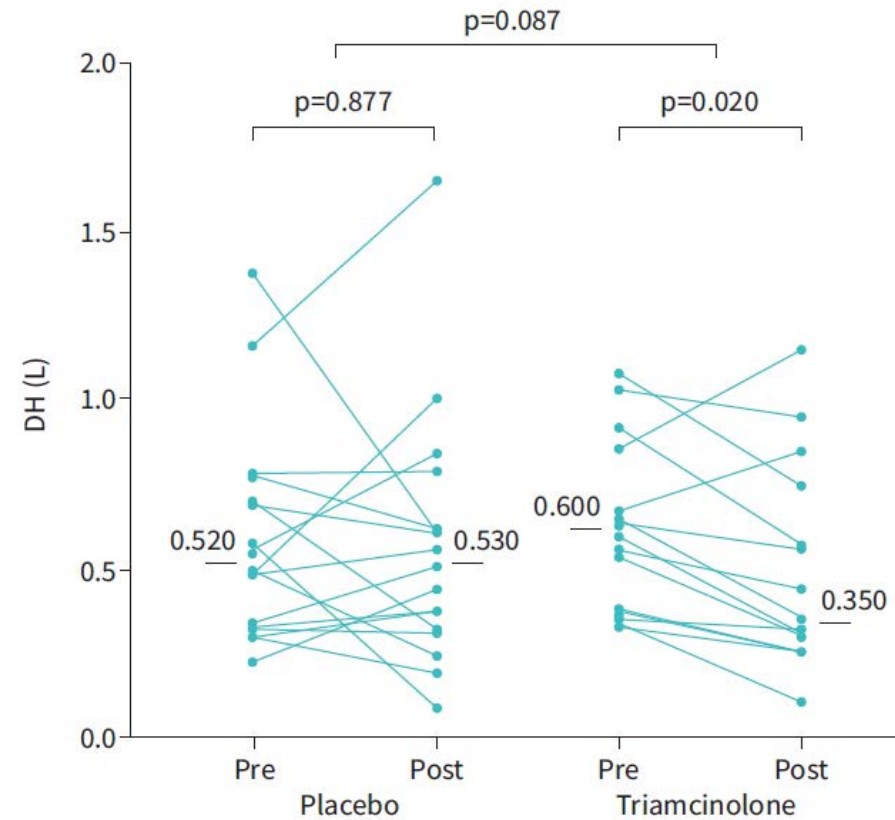 p=0.087
p=0.877
p=0.020
2.0
1.5
1.0
0.5
0.0
DH (L)
0.520
0.530
0.600
0.350
Pre
Post
Pre
Post
Placebo
Triamcinolone